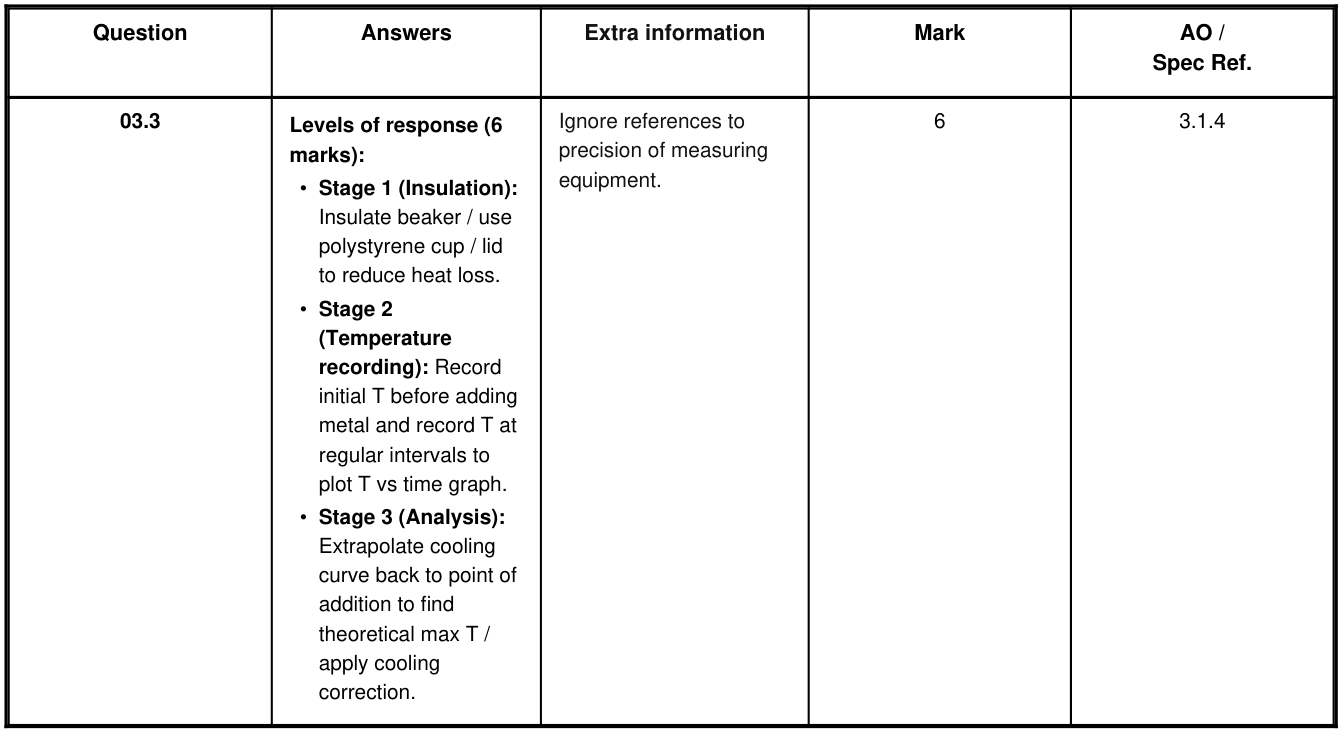 Question Answers Extra information Mark AO /
Spec Ref.
03.3
Levels of response (6
marks):
• Stage 1 (Insulation):
Insulate beaker / use
polystyrene cup / lid
to reduce heat loss.
• Stage 2
(Temperature
recording): Record
initial T before adding
metal and record T at
regular intervals to
plot T vs time graph.
• Stage 3 (Analysis):
Extrapolate cooling
curve back to point of
addition to find
theoretical max T /
apply cooling
correction.
Ignore references to
precision of measuring
equipment.
6
3.1.4